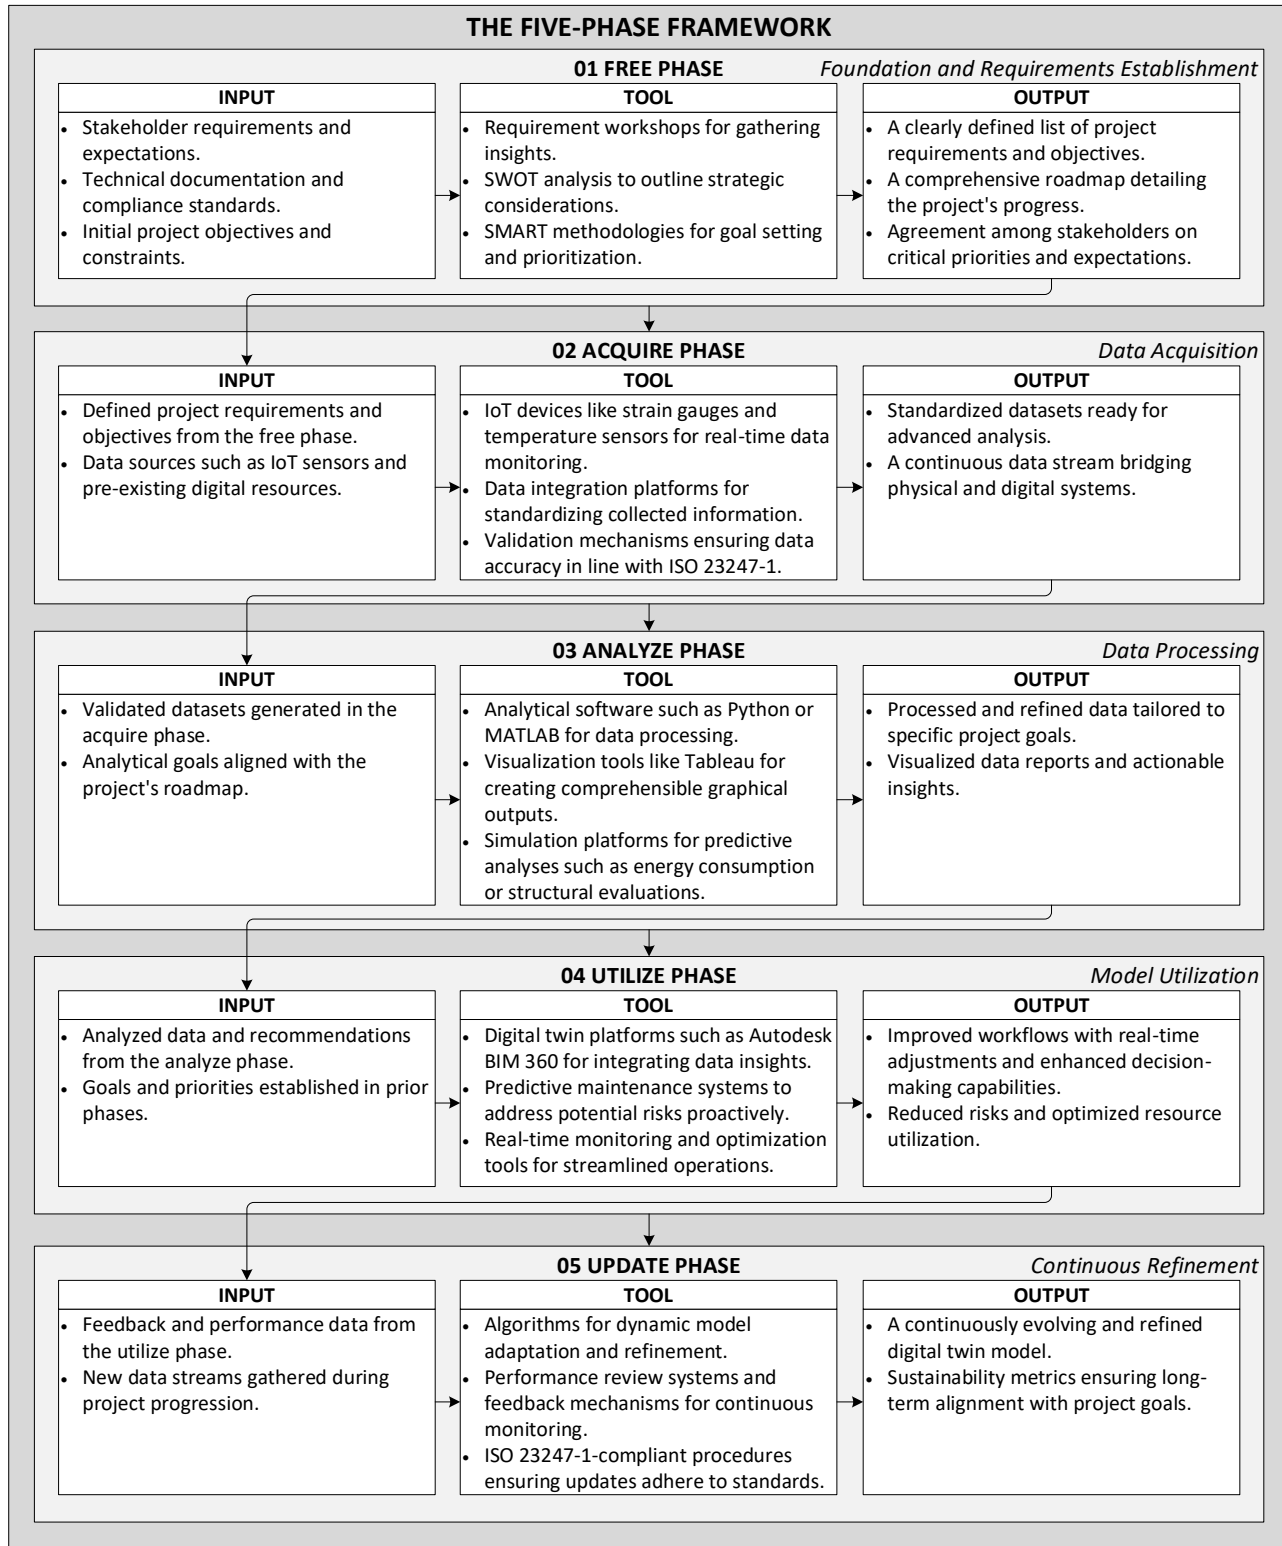 THE FIVE-PHASE FRAMEWORK
01 FREE PHASE
Foundation and Requirements Establishment
INPUT
• Stakeholder requirements and
expectations.
• Technical documentation and
compliance standards.
• Initial project objectives and
constraints.
TOOL
• Requirement workshops for gathering
insights.
• SWOT analysis to outline strategic
considerations.
• SMART methodologies for goal setting
and prioritization.
OUTPUT
• A clearly defined list of project
requirements and objectives.
• A comprehensive roadmap detailing
the project's progress.
• Agreement among stakeholders on
critical priorities and expectations.
02 ACQUIRE PHASE
Data Acquisition
INPUT
• Defined project requirements and
objectives from the free phase.
• Data sources such as IoT sensors and
pre-existing digital resources.
TOOL
• IoT devices like strain gauges and
temperature sensors for real-time data
monitoring.
• Data integration platforms for
standardizing collected information.
• Validation mechanisms ensuring data
accuracy in line with ISO 23247-1.
OUTPUT
• Standardized datasets ready for
advanced analysis.
• A continuous data stream bridging
physical and digital systems.
03 ANALYZE PHASE
Data Processing
INPUT
• Validated datasets generated in the
acquire phase.
• Analytical goals aligned with the
project's roadmap.
TOOL
• Analytical software such as Python or
MATLAB for data processing.
• Visualization tools like Tableau for
creating comprehensible graphical
outputs.
• Simulation platforms for predictive
analyses such as energy consumption
or structural evaluations.
OUTPUT
• Processed and refined data tailored to
specific project goals.
• Visualized data reports and actionable
insights.
04 UTILIZE PHASE
Model Utilization
INPUT
• Analyzed data and recommendations
from the analyze phase.
• Goals and priorities established in prior
phases.
TOOL
• Digital twin platforms such as Autodesk
BIM 360 for integrating data insights.
• Predictive maintenance systems to
address potential risks proactively.
• Real-time monitoring and optimization
tools for streamlined operations.
OUTPUT
• Improved workflows with real-time
adjustments and enhanced decision-
making capabilities.
• Reduced risks and optimized resource
utilization.
05 UPDATE PHASE
Continuous Refinement
INPUT
• Feedback and performance data from
the utilize phase.
• New data streams gathered during
project progression.
TOOL
• Algorithms for dynamic model
adaptation and refinement.
• Performance review systems and
feedback mechanisms for continuous
monitoring.
• ISO 23247-1-compliant procedures
ensuring updates adhere to standards.
OUTPUT
• A continuously evolving and refined
digital twin model.
• Sustainability metrics ensuring long-
term alignment with project goals.